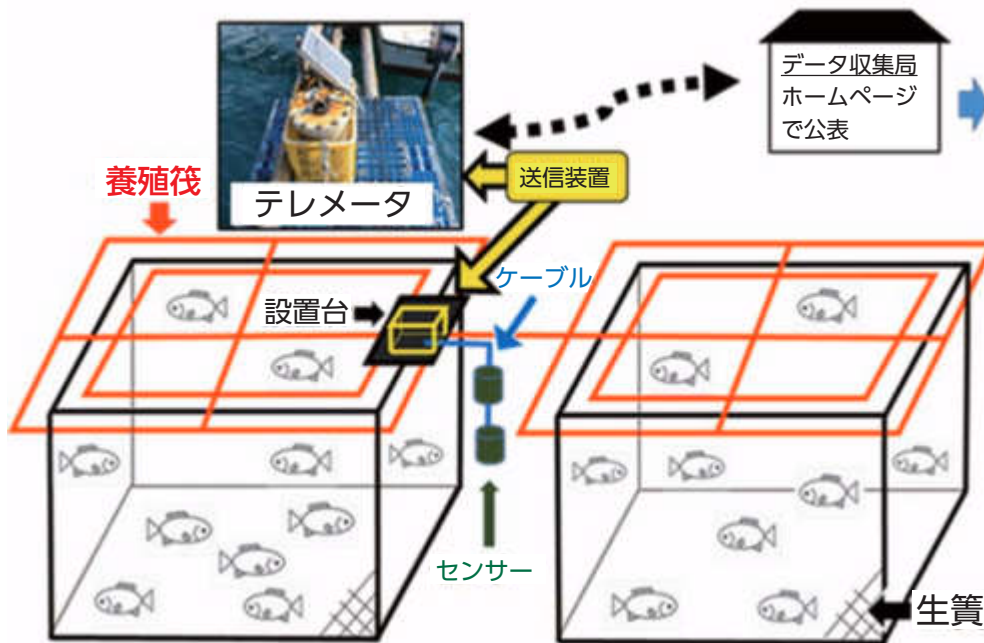 データ収集局
ホームページ
で公表
送信装置
養殖筏
テレメータ
ケーブル
設置台
センサー
生簀